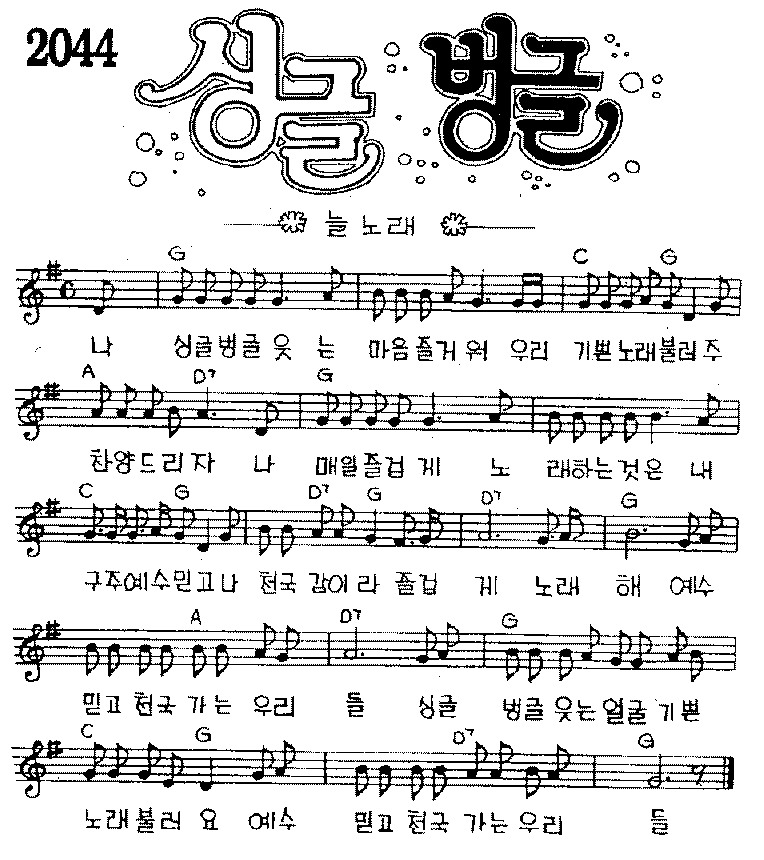 2044
싱글 벙글
늘 노래
G C G
나 싱글벙글 웃 는 마음즐거 워 우리 기쁜노래불러주
A D7 G
찬양드리자 나 매일즐겁게 노 래하는것은 내
C G D7 G D7 G
구주예수믿고나 천국 감이라 즐겁 게 노래 해 예수
A D7 G
믿고 천국 가는 우리 들 싱글 벙글 웃는얼굴 기쁜
C G D7 G
노래불러 요 예수 믿고 천국 가는 우리 들